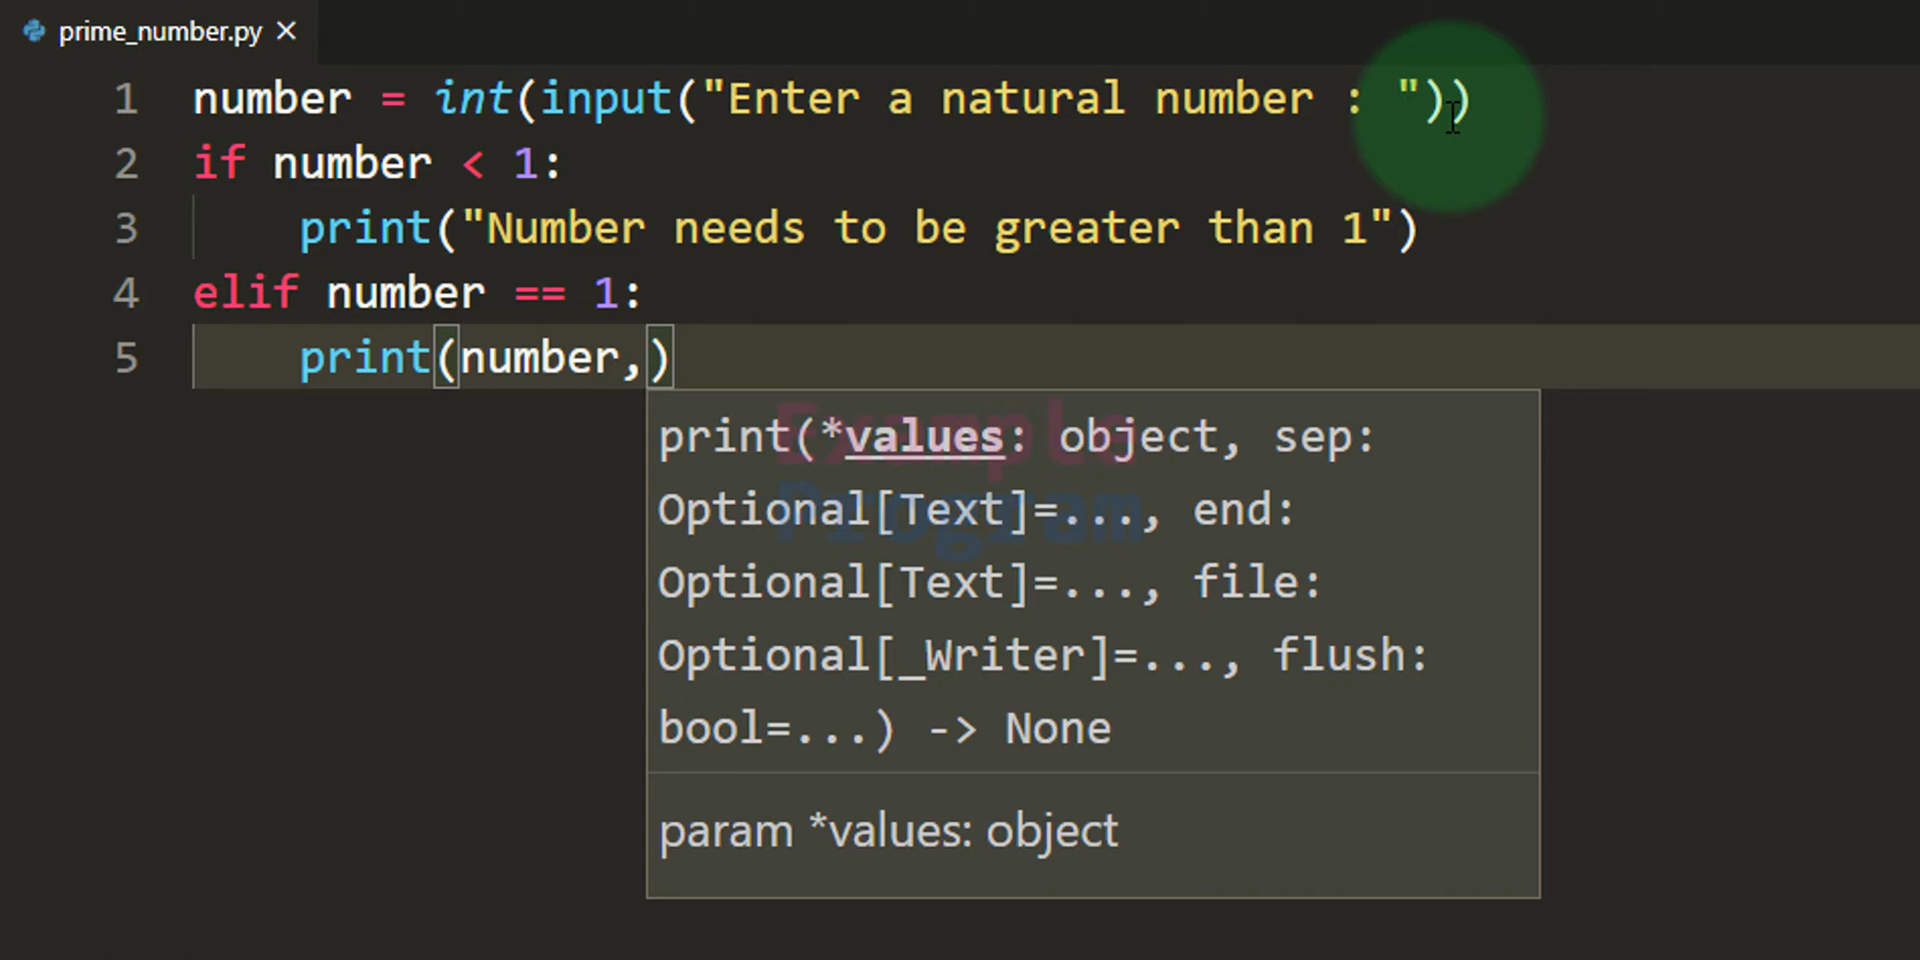 prime_number.py ×
1 number = int(input("Enter a natural number : "))
2 if number < 1:
3     print("Number needs to be greater than 1")
4 elif number == 1:
5     print(number,)
print(*values: object, sep:
Optional[Text]=..., end:
Optional[Text]=..., file:
Optional[_Writer]=..., flush:
bool=...) -> None
param *values: object
Example
Program